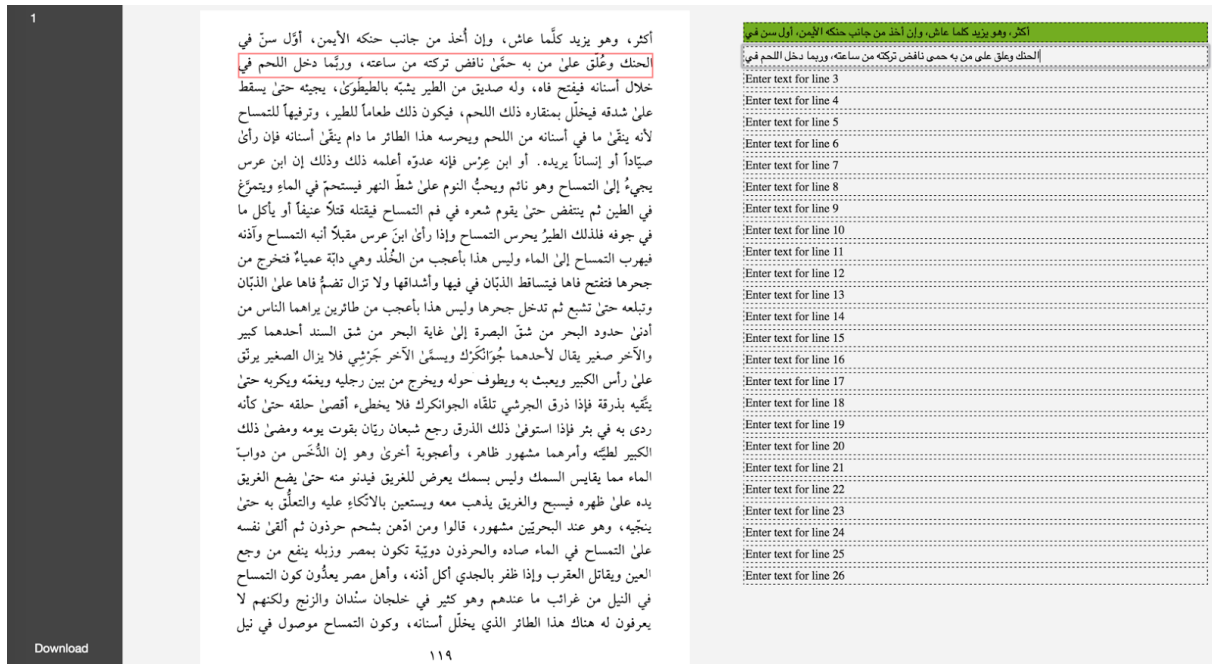 1
Download
أكثر، وهو يزيد كلَّما عاش، وإن أُخذ من جانب حنكه الأيمن، أوَّل سنّ في
الحنك وعُلّق علىٰ من به حمَّىٰ نافض تركته من ساعته، وربَّما دخل اللحم في
خلال أسنانه فيفتح فاه، وله صديق من الطير يشبّه بالطيطَوَىٰ، يجيئه حتىٰ يسقط
علىٰ شدقه فيخلّل بمنقاره ذلك اللحم، فيكون ذلك طعاماً للطير، وترفيهاً للتمساح
لأنه ينقّىٰ ما في أسنانه من اللحم ويحرسه هذا الطائر ما دام ينقّىٰ أسنانه فإن رأىٰ
صيّاداً أو إنساناً يريده. أو ابن عِرْس فإنه عدوّه أعلمه ذلك وذلك إن ابن عرس
يجيءُ إلىٰ التمساح وهو نائم ويحبُّ النوم علىٰ شطّ النهر فيستحمّ في الماءِ ويتمرَّغ
في الطين ثم ينتفض حتىٰ يقوم شعره في فم التمساح فيقتله قتلاً عنيفاً أو يأكل ما
في جوفه فلذلك الطيرُ يحرس التمساح وإذا رأىٰ ابنَ عرس مقبلاً أنبه التمساح وآذنه
فيهرب التمساح إلىٰ الماء وليس هذا بأعجب من الخُلْد وهي دابّة عمياءُ فتخرج من
جحرها فتفتح فاها فيتساقط الذبّان في فيها وأشداقها ولا تزال تضمُّ فاها علىٰ الذبّان
وتبلعه حتىٰ تشبع ثم تدخل جحرها وليس هذا بأعجب من طائرين يراهما الناس من
أدنىٰ حدود البحر من شقّ البصرة إلىٰ غاية البحر من شق السند أحدهما كبير
والآخر صغير يقال لأحدهما جُوَانْكَرْك ويسمَّىٰ الآخر جَرْشِي فلا يزال الصغير يرنّق
علىٰ رأس الكبير ويعبث به ويطوف حوله ويخرج من بين رجليه ويغمّه ويكربه حتىٰ
يتَّقيه بذرقة فإذا ذرق الجرشي تلقّاه الجوانكرك فلا يخطىء أقصىٰ حلقه حتىٰ كأنه
ردى به في بئر فإذا استوفىٰ ذلك الذرق رجع شبعان ريّان بقوت يومه ومضىٰ ذلك
الكبير لطيَّته وأمرهما مشهور ظاهر، وأعجوبة أخرىٰ وهو إن الدُّخَس من دوابّ
الماء مما يقايس السمك وليس بسمك يعرض للغريق فيدنو منه حتىٰ يضع الغريق
يده علىٰ ظهره فيسبح والغريق يذهب معه ويستعين بالاتّكاءِ عليه والتعلُّق به حتىٰ
ينجّيه، وهو عند البحريّين مشهور، قالوا ومن ادّهن بشحم حرذون ثم ألقىٰ نفسه
علىٰ التمساح في الماء صاده والحرذون دويبّة تكون بمصر وزبله ينفع من وجع
العين ويقاتل العقرب وإذا ظفر بالجدي أكل أذنه، وأهل مصر يعدُّون كون التمساح
في النيل من غرائب ما عندهم وهو كثير في خلجان سنْدان والزنج ولكنهم لا
يعرفون له هناك هذا الطائر الذي يخلّل أسنانه، وكون التمساح موصول في نيل
١١٩
أكثر، وهو يزيد كلما عاش، وإن أخذ من جانب حنكه الأيمن، أول سن في
الحنك وعلق على من به حمى نافض تركته من ساعته، وربما دخل اللحم في
Enter text for line 3
Enter text for line 4
Enter text for line 5
Enter text for line 6
Enter text for line 7
Enter text for line 8
Enter text for line 9
Enter text for line 10
Enter text for line 11
Enter text for line 12
Enter text for line 13
Enter text for line 14
Enter text for line 15
Enter text for line 16
Enter text for line 17
Enter text for line 18
Enter text for line 19
Enter text for line 20
Enter text for line 21
Enter text for line 22
Enter text for line 23
Enter text for line 24
Enter text for line 25
Enter text for line 26